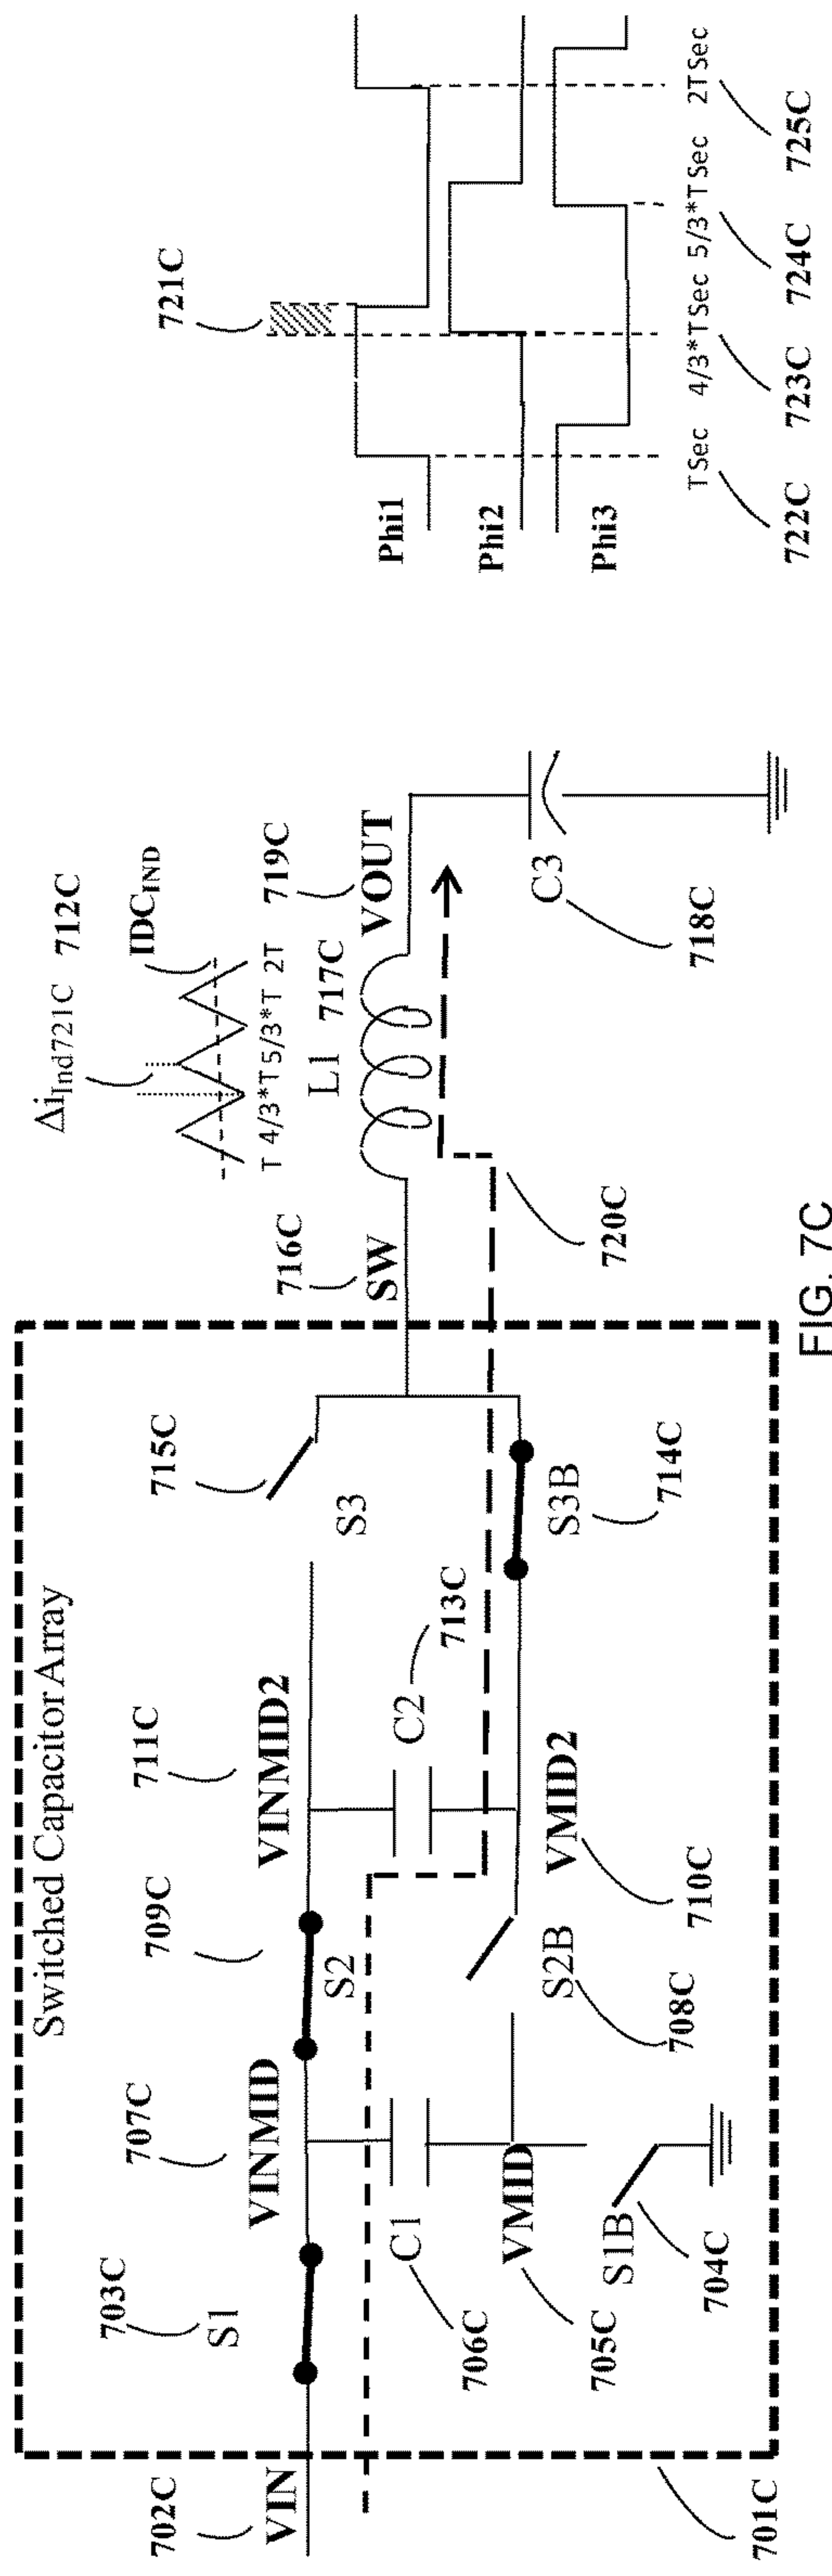 Switched Capacitor Array
702C
VIN
703C
S1
707C
VINMID
C1
706C
VMID
705C
S1B
704C
701C
709C
S2
S2B
708C
711C
VINMID2
C2
713C
VMID2
710C
715C
S3
S3B
714C
716C
SW
720C
ΔiInd721C
712C
IDCIND
T 4/3*T 5/3*T 2T
L1
717C
719C
VOUT
C3
718C
721C
Phi1
Phi2
Phi3
TSec 4/3*TSec 5/3*TSec 2TSec
722C
723C
724C
725C
FIG. 7C